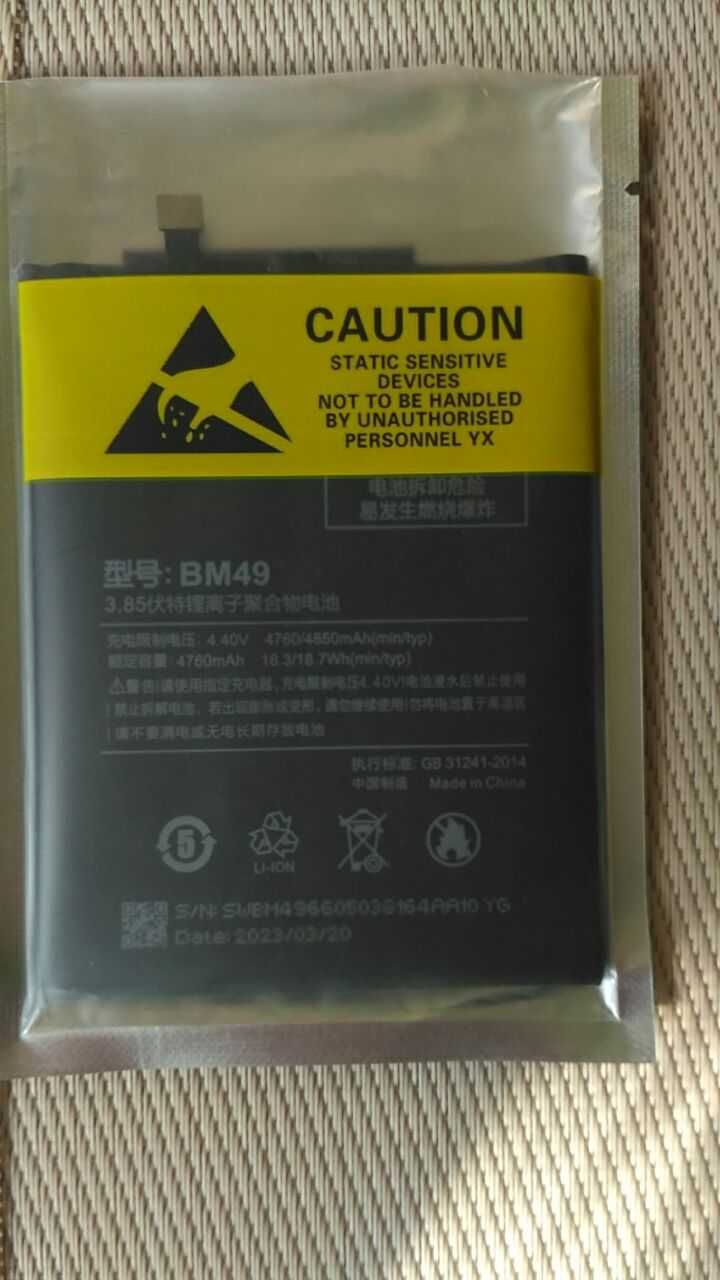 CAUTION
STATIC SENSITIVE
DEVICES
NOT TO BE HANDLED
BY UNAUTHORISED
PERSONNEL YX
电池拆卸危险
易发生燃烧爆炸
型号: BM49
3.85伏特锂离子聚合物电池
充电限制电压: 4.40V 4760/4850mAh(min/typ)
额定容量: 4760mAh 18.3/18.7Wh(min/typ)
警告!请使用指定充电器, 充电限制电压4.40V!电池浸水后禁止使用
禁止拆解电池, 若出现膨胀或变形, 请勿继续使用!勿将电池置于高温区
请不要满电或无电长期存放电池
执行标准: GB 31241-2014
中国制造 Made in China
5
LI-ION
S/N: SWBM496605036164AA10 YG
Date: 2023/03/20